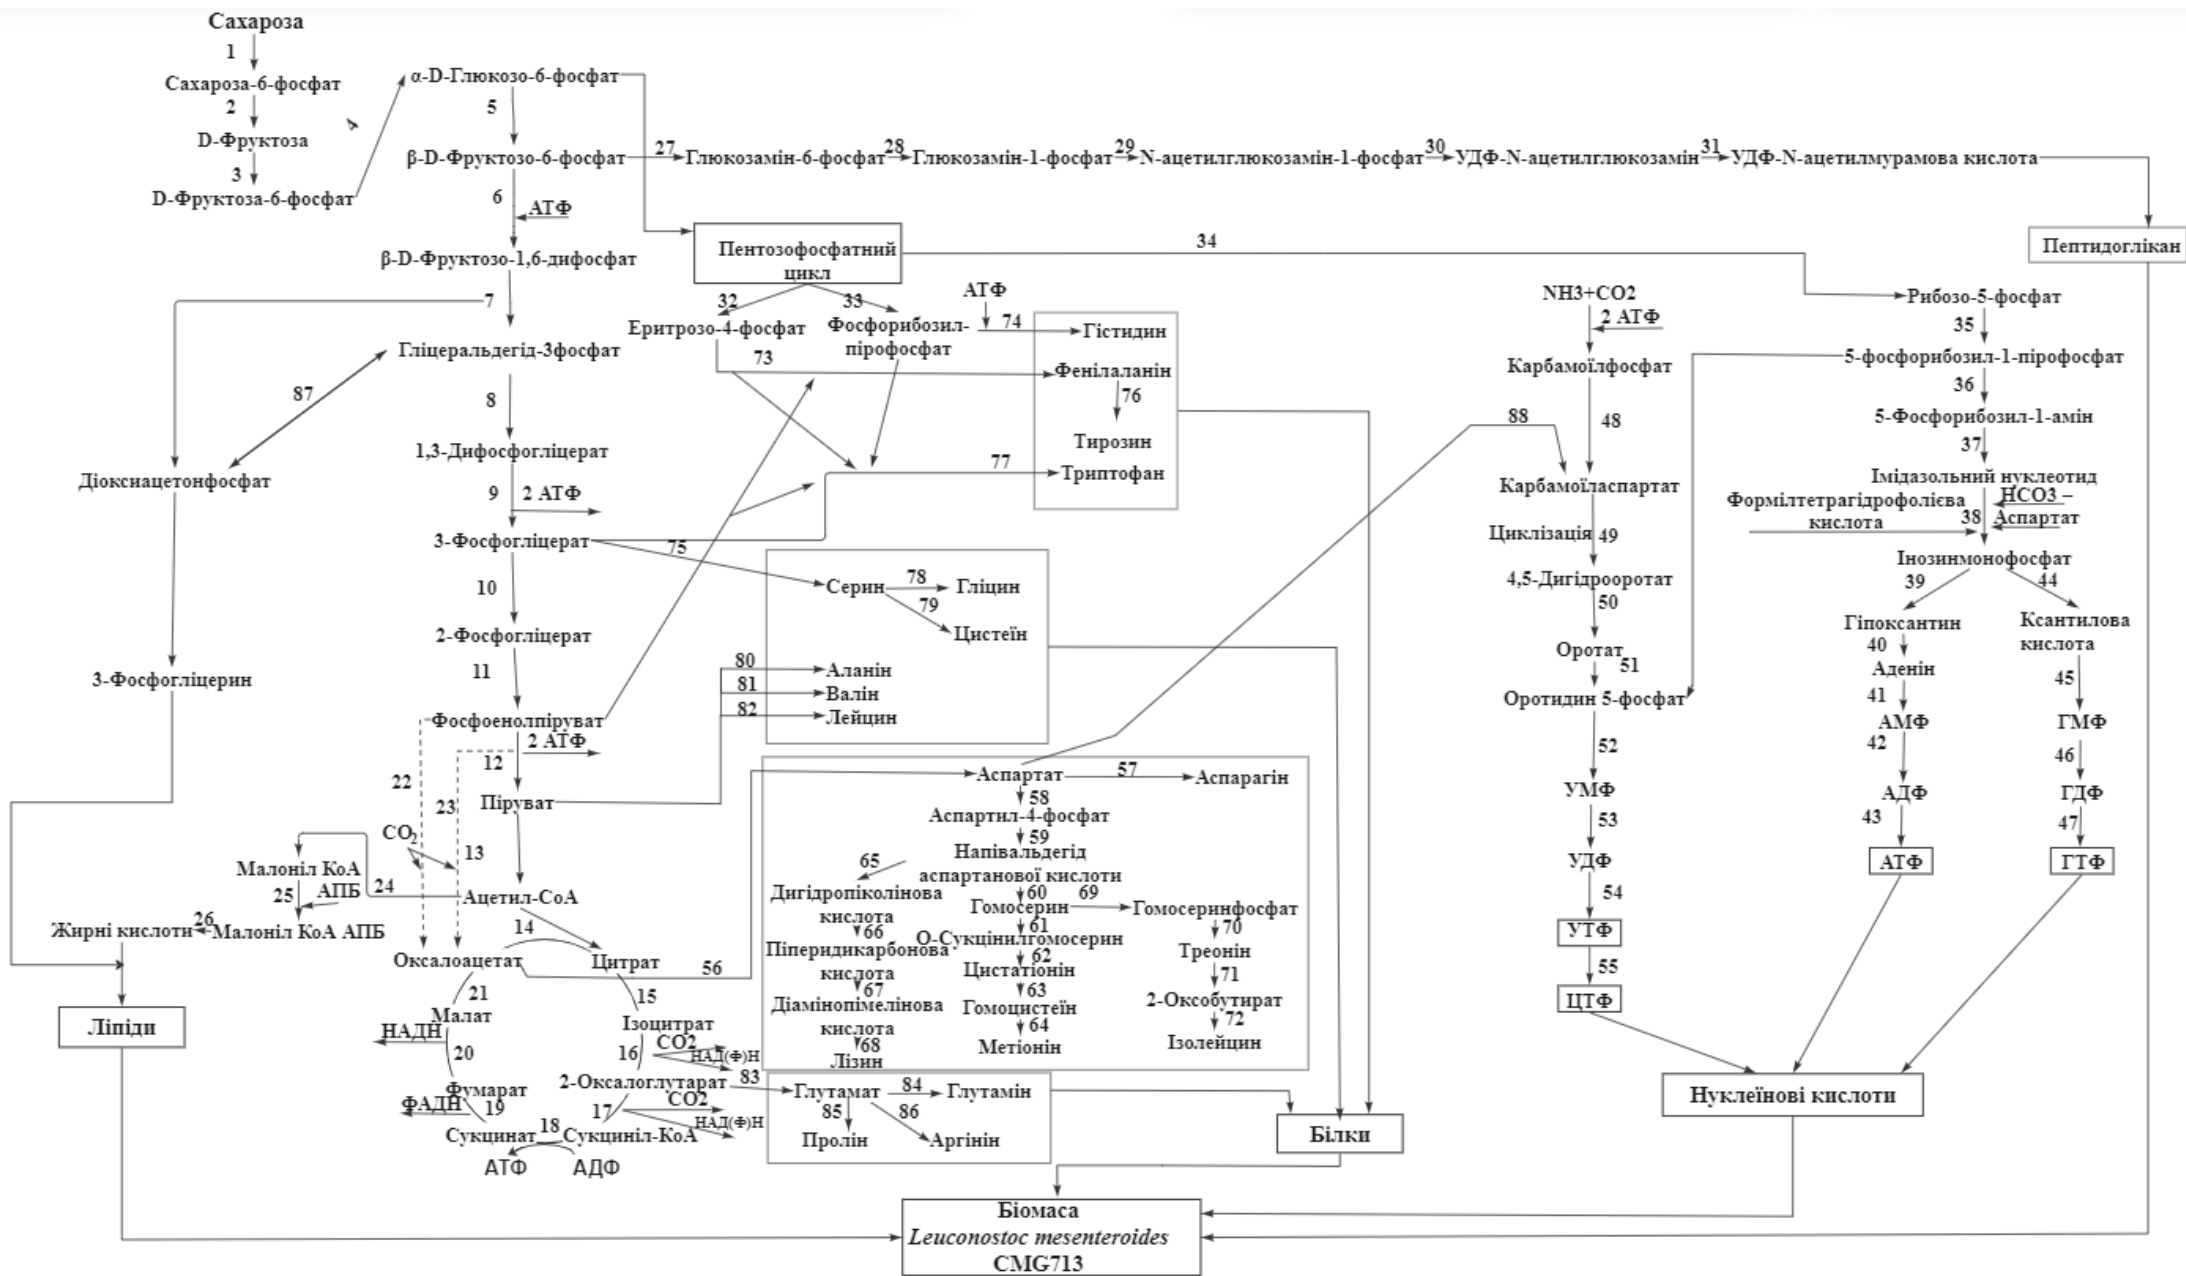 Сахароза
1
Сахароза-6-фосфат
2
D-Фруктоза
3
D-Фруктоза-6-фосфат
4
α-D-Глюкозо-6-фосфат
5
β-D-Фруктозо-6-фосфат
27
Глюкозамін-6-фосфат
28
Глюкозамін-1-фосфат
29
N-ацетилглюкозамін-1-фосфат
30
УДФ-N-ацетилглюкозамін
31
УДФ-N-ацетилмурамова кислота
6
АТФ
β-D-Фруктозо-1,6-дифосфат
7
Гліцеральдегід-3фосфат
87
8
1,3-Дифосфогліцерат
9
2 АТФ
3-Фосфогліцерат
75
10
2-Фосфогліцерат
11
Фосфоенолпіруват
2 АТФ
12
22
23
Піруват
CO2
13
Діоксиацетонфосфат
3-Фосфогліцерин
Малоніл КоА
25
АПБ
24
Ацетил-СоА
Жирні кислоти
26
Малоніл КоА АПБ
Ліпіди
14
Оксалоацетат
Цитрат
56
21
15
Малат
Ізоцитрат
НАДН
20
16
CO2
НАД(Ф)Н
Фумарат
2-Оксалоглутарат
83
ФАДН
19
17
CO2
НАД(Ф)Н
Сукцинат
18
Сукциніл-КоА
АТФ
АДФ
Пентозофосфатний
цикл
34
32
33
АТФ
Еритрозо-4-фосфат
Фосфорибозил-
пірофосфат
74
Гістидин
73
Фенілаланін
76
Тирозин
77
Триптофан
Серин
78
Гліцин
79
Цистеїн
80
Аланін
81
Валін
82
Лейцин
Аспартат
57
Аспарагін
58
Аспартил-4-фосфат
59
Напівальдегід
аспартанової кислоти
65
60
69
Дигідропіколінова
кислота
Гомосерин
Гомосеринфосфат
66
61
70
Піперидикарбонова
кислота
О-Сукцінилгомосерин
Треонін
62
67
Цистатіонін
71
Діамінопімелінова
кислота
63
Гомоцистеїн
2-Оксобутират
68
64
72
Лізин
Метіонін
Ізолейцин
Глутамат
84
Глутамін
85
86
Пролін
Аргінін
Білки
NH3+CO2
2 АТФ
Карбамоїлфосфат
88
48
Карбамоїласпартат
Циклізація
49
4,5-Дигідрооротат
50
Оротат
51
Оротидин 5-фосфат
52
УМФ
53
УДФ
54
УТФ
55
ЦТФ
Пептидоглікан
Рибозо-5-фосфат
35
5-фосфорибозил-1-пірофосфат
36
5-Фосфорибозил-1-амін
37
Імідазольний нуклеотид
Формілтетрагідрофолієва
кислота
HCO3 –
38
Аспартат
Інозинмонофосфат
39
44
Гіпоксантин
Ксантилова
кислота
40
Аденін
41
45
АМФ
ГМФ
42
46
АДФ
ГДФ
43
47
АТФ
ГТФ
Нуклеїнові кислоти
Біомаса
Leuconostoc mesenteroides
CMG713